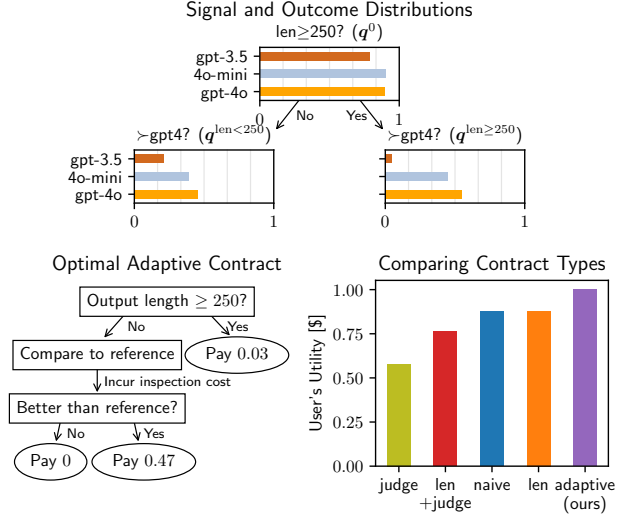 Signal and Outcome Distributions
len≥250? (q⁰)
gpt-3.5
4o-mini
gpt-4o
0 1
No Yes
≻gpt4? (q^{len<250}) ≻gpt4? (q^{len≥250})
gpt-3.5
4o-mini
gpt-4o
0 1 0 1
Optimal Adaptive Contract
Output length ≥ 250?
No Yes
Compare to reference
Pay 0.03
Incur inspection cost
Better than reference?
No Yes
Pay 0
Pay 0.47
Comparing Contract Types
User's Utility [$]
1.00
0.75
0.50
0.25
0.00
judge len naive len adaptive
+judge (ours)